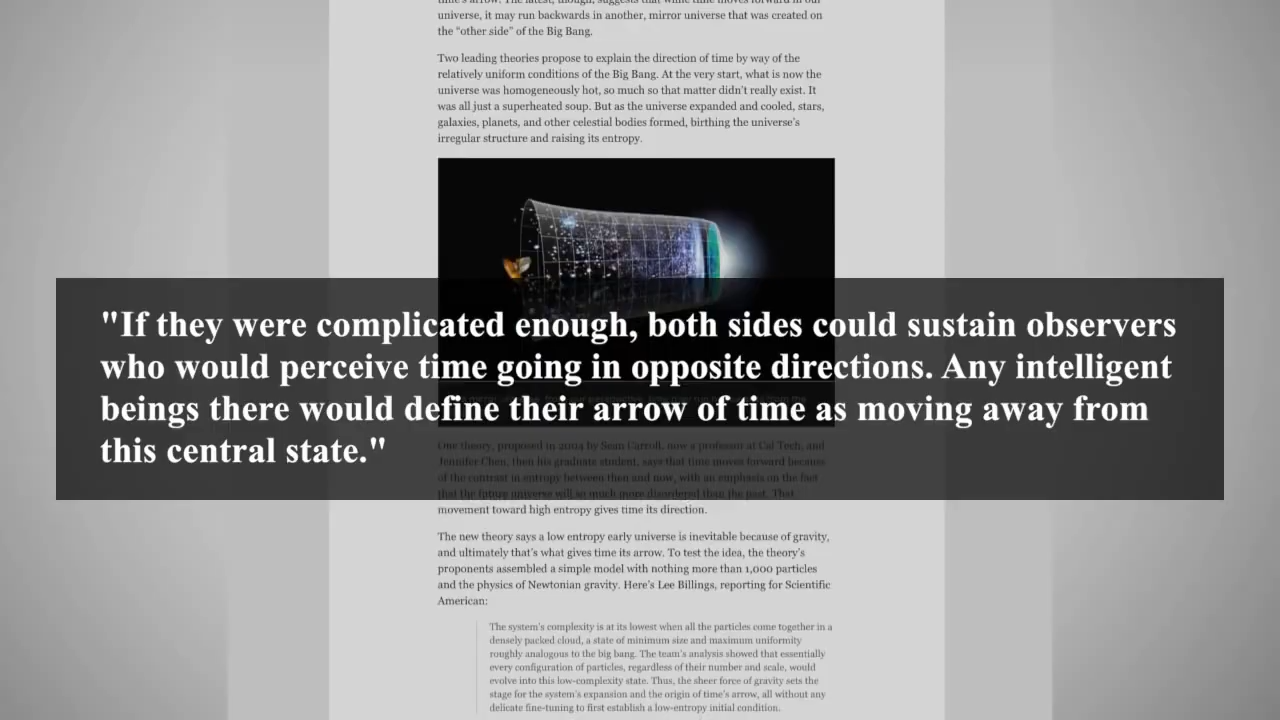 universe, it may run backwards in another, mirror universe that was created on
the “other side” of the Big Bang.
Two leading theories propose to explain the direction of time by way of the
relatively uniform conditions of the Big Bang. At the very start, what is now the
universe was homogeneously hot, so much so that matter didn’t really exist. It
was all just a superheated soup. But as the universe expanded and cooled, stars,
galaxies, planets, and other celestial bodies formed, birthing the universe’s
irregular structure and raising its entropy.
"If they were complicated enough, both sides could sustain observers
who would perceive time going in opposite directions. Any intelligent
beings there would define their arrow of time as moving away from
this central state."
One theory, proposed in 2004 by Sean Carroll, now a professor at Cal Tech, and
Jennifer Chen, then his graduate student, says that time moves forward because
of the contrast in entropy between then and now, with an emphasis on the fact
that the future universe will so much more disordered than the past. That
movement toward high entropy gives time its direction.
The new theory says a low entropy early universe is inevitable because of gravity,
and ultimately that’s what gives time its arrow. To test the idea, the theory’s
proponents assembled a simple model with nothing more than 1,000 particles
and the physics of Newtonian gravity. Here’s Lee Billings, reporting for Scientific
American:
The system’s complexity is at its lowest when all the particles come together in a
densely packed cloud, a state of minimum size and maximum uniformity
roughly analogous to the big bang. The team’s analysis showed that essentially
every configuration of particles, regardless of their number and scale, would
evolve into this low-complexity state. Thus, the sheer force of gravity sets the
stage for the system’s expansion and the origin of time’s arrow, all without any
delicate fine-tuning to first establish a low-entropy initial condition.